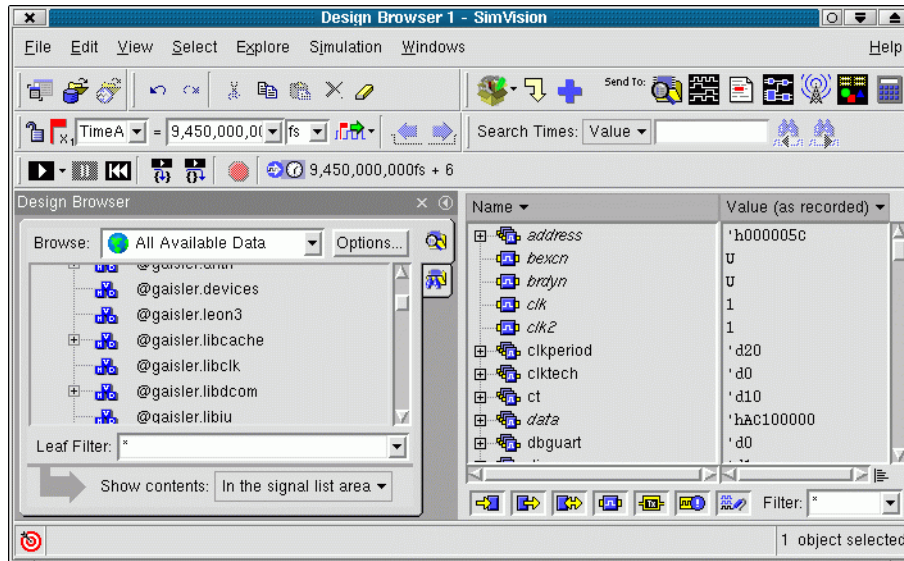 Design Browser 1 - SimVision
File Edit View Select Explore Simulation Windows Help
Send To:
TimeA = 9,450,000,0( fs Search Times: Value
9,450,000,000fs + 6
Design Browser
Browse: All Available Data Options...
@gaisler.devices
@gaisler.leon3
@gaisler.libcache
@gaisler.libclk
@gaisler.libdcom
@gaisler.libiu
Leaf Filter: *
Show contents: In the signal list area
Name Value (as recorded)
address 'h000005C
bexcn U
brdyn U
clk 1
clk2 1
clkperiod 'd20
clktech 'd0
ct 'd10
data 'hAC100000
dbguart 'd0
Filter: *
1 object selected